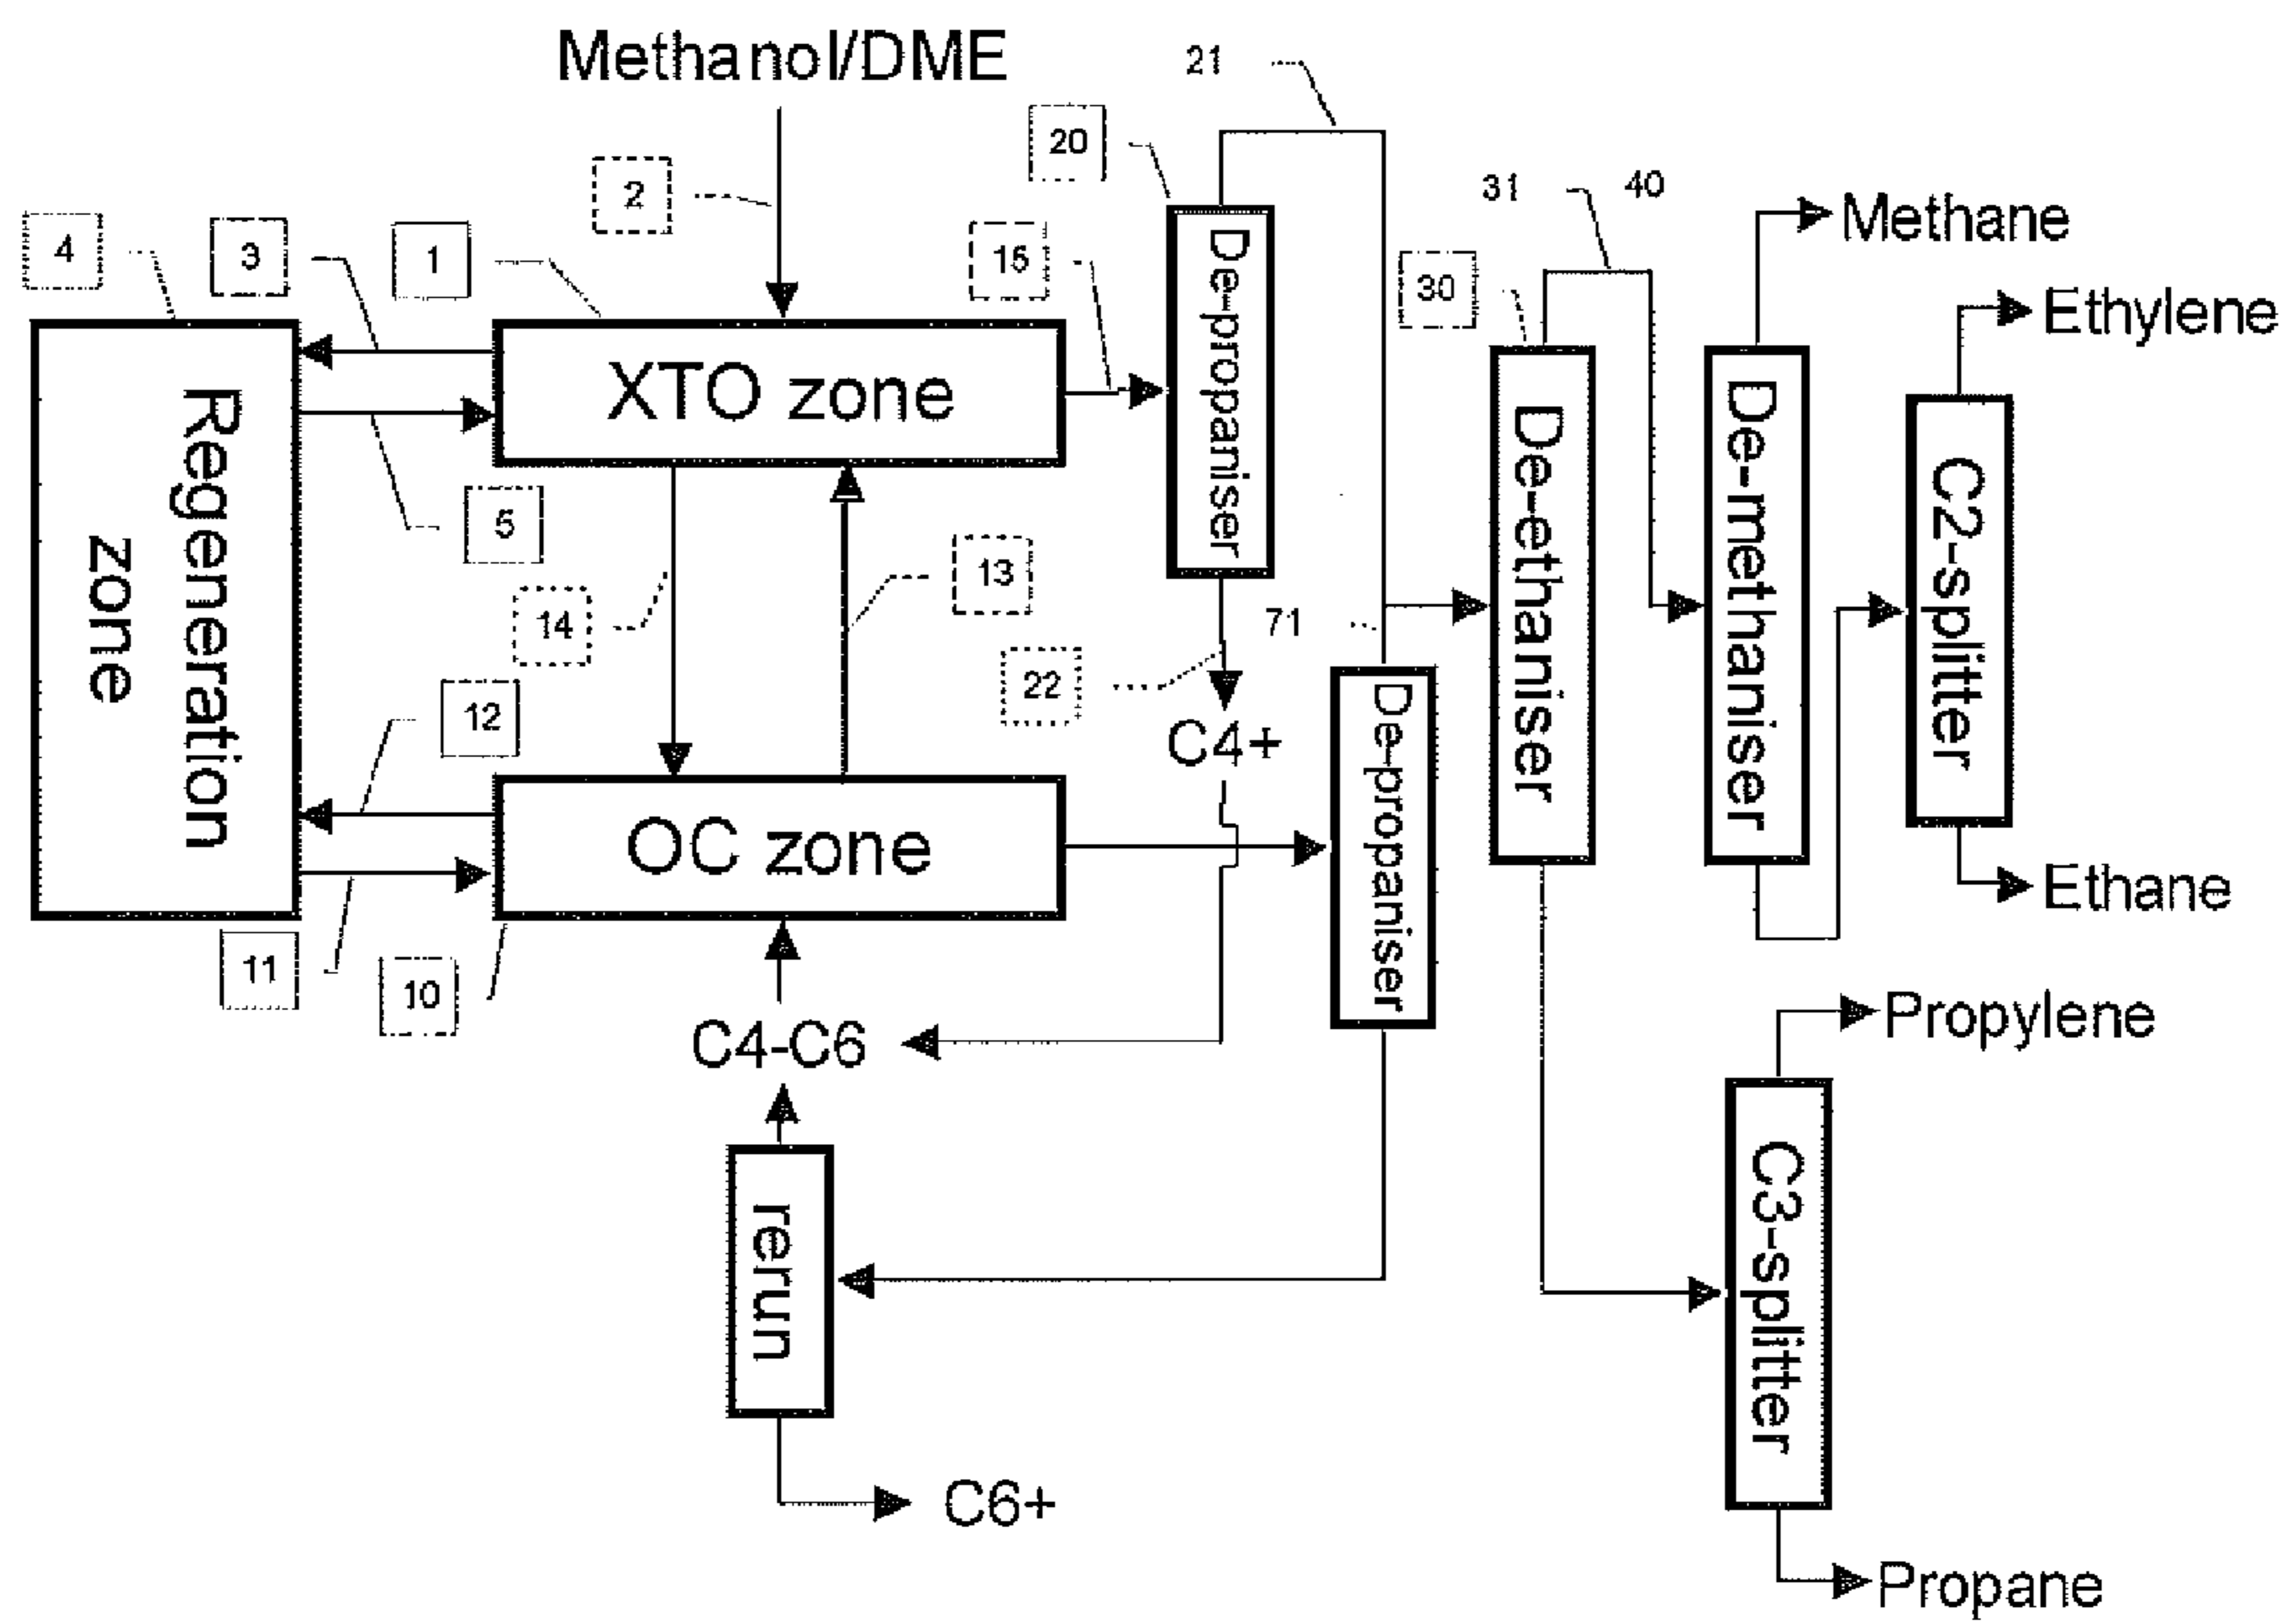 Methanol/DME
21
20
2
31
40
Methane
4
3
1
15
De-propaniser
30
Ethylene
XTO zone
Regeneration
zone
De-ethaniser
De-methaniser
C2-splitter
5
14
13
71
22
12
C4+
De-propaniser
OC zone
Ethane
11
10
C4-C6
Propylene
rerun
C3-splitter
C6+
Propane